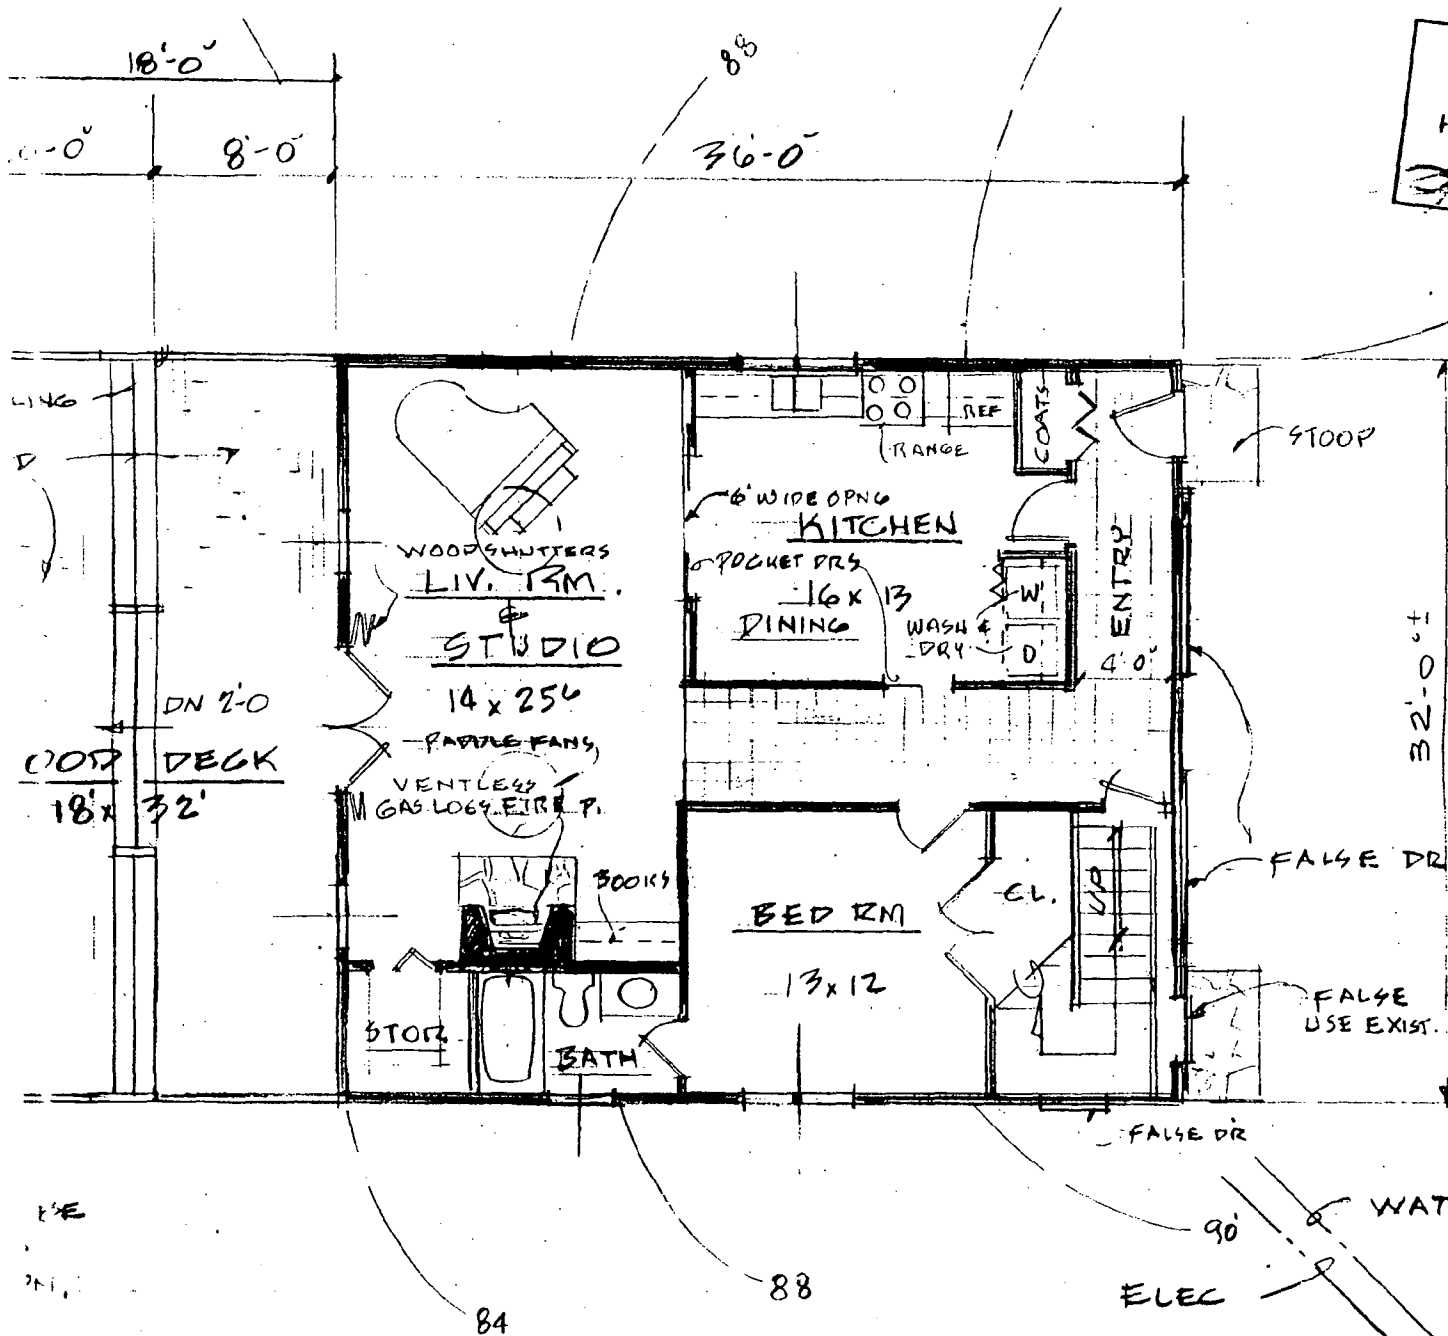 18'-0"
88
8'-0"
36'-0"
REF
COATS
RANGE
STOOP
6' WIDE OPNG
KITCHEN
WOOD SHUTTERS
LIV. RM.
POCKET DRS
16 x 13
DINING
W
WASH &
DRY
D
ENTRY
4'0"
STUDIO
14 x 25⁶
32'-0"±
DN 2'-0
PADDLE FANS
DECK
18' x 32'
VENTLESS
GAS LOGS FIRE P.
BOOKS
BED RM
13 x 12
CL.
UP
FALSE DR
FALSE
USE EXIST.
STOR.
BATH
FALSE DR
90'
88
84
ELEC